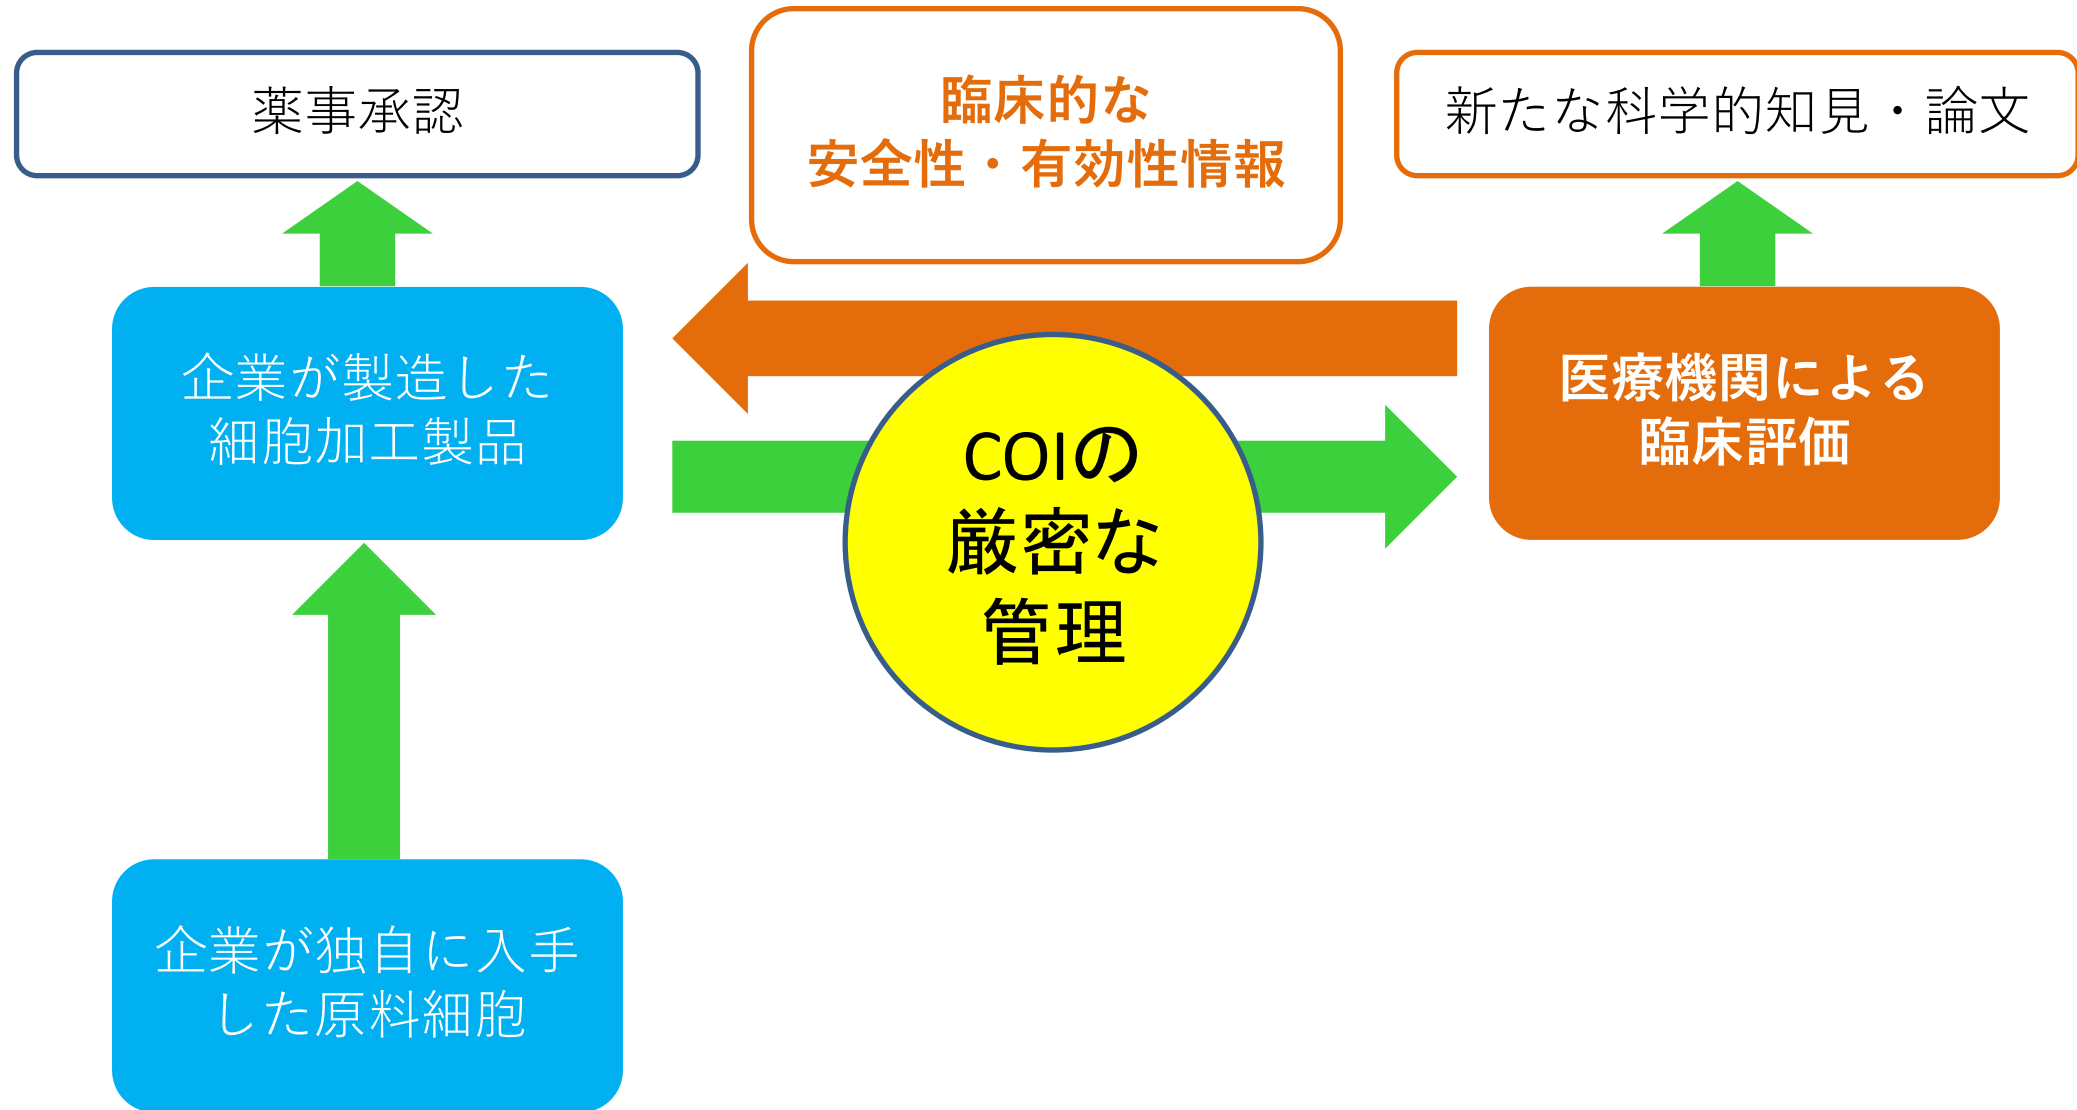 薬事承認
臨床的な
安全性・有効性情報
新たな科学的知見・論文
企業が製造した
細胞加工製品
医療機関による
臨床評価
COIの
厳密な
管理
企業が独自に入手
した原料細胞